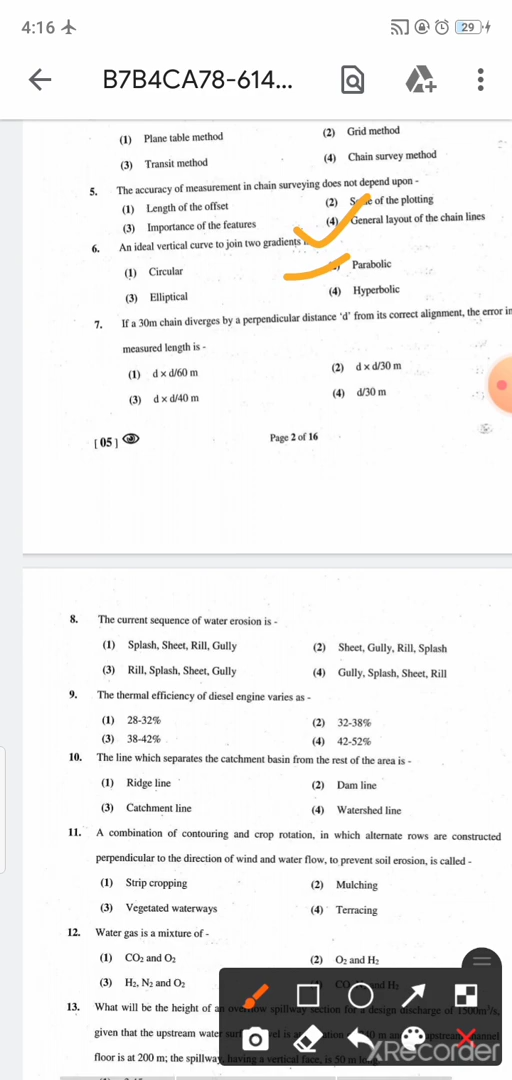 4:16
29
B7B4CA78-614...
(1) Plane table method (2) Grid method
(3) Transit method (4) Chain survey method
5. The accuracy of measurement in chain surveying does not depend upon -
(1) Length of the offset (2) of the plotting
(3) Importance of the features (4) General layout of the chain lines
6. An ideal vertical curve to join two gradients
(1) Circular Parabolic
(3) Elliptical (4) Hyperbolic
7. If a 30m chain diverges by a perpendicular distance ‘d’ from its correct alignment, the error in
measured length is -
(1) d x d/60 m (2) d x d/30 m
(3) d x d/40 m (4) d/30 m
[ 05 ] Page 2 of 16
8. The current sequence of water erosion is -
(1) Splash, Sheet, Rill, Gully (2) Sheet, Gully, Rill, Splash
(3) Rill, Splash, Sheet, Gully (4) Gully, Splash, Sheet, Rill
9. The thermal efficiency of diesel engine varies as -
(1) 28-32% (2) 32-38%
(3) 38-42% (4) 42-52%
10. The line which separates the catchment basin from the rest of the area is -
(1) Ridge line (2) Dam line
(3) Catchment line (4) Watershed line
11. A combination of contouring and crop rotation, in which alternate rows are constructed
perpendicular to the direction of wind and water flow, to prevent soil erosion, is called -
(1) Strip cropping (2) Mulching
(3) Vegetated waterways (4) Terracing
12. Water gas is a mixture of -
(1) CO₂ and O₂ (2) O₂ and H₂
(3) H₂, N₂ and O₂ and H₂
13. What will be the height of an overflow spillway section for a design discharge of 1500m³/s,
given that the upstream water
floor is at 200 m; the spillway, having a vertical face, is 50 m
XRecorder